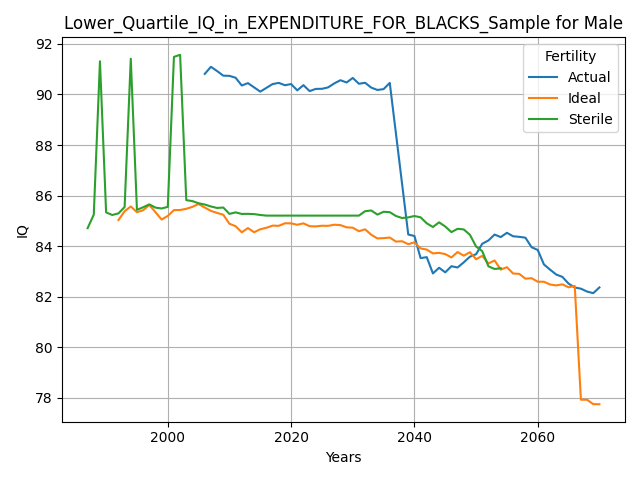 Lower_Quartile_IQ_in_EXPENDITURE_FOR_BLACKS_Sample for Male
92
90
88
86
84
82
80
78
IQ
2000 2020 2040 2060
Years
Fertility
Actual
Ideal
Sterile